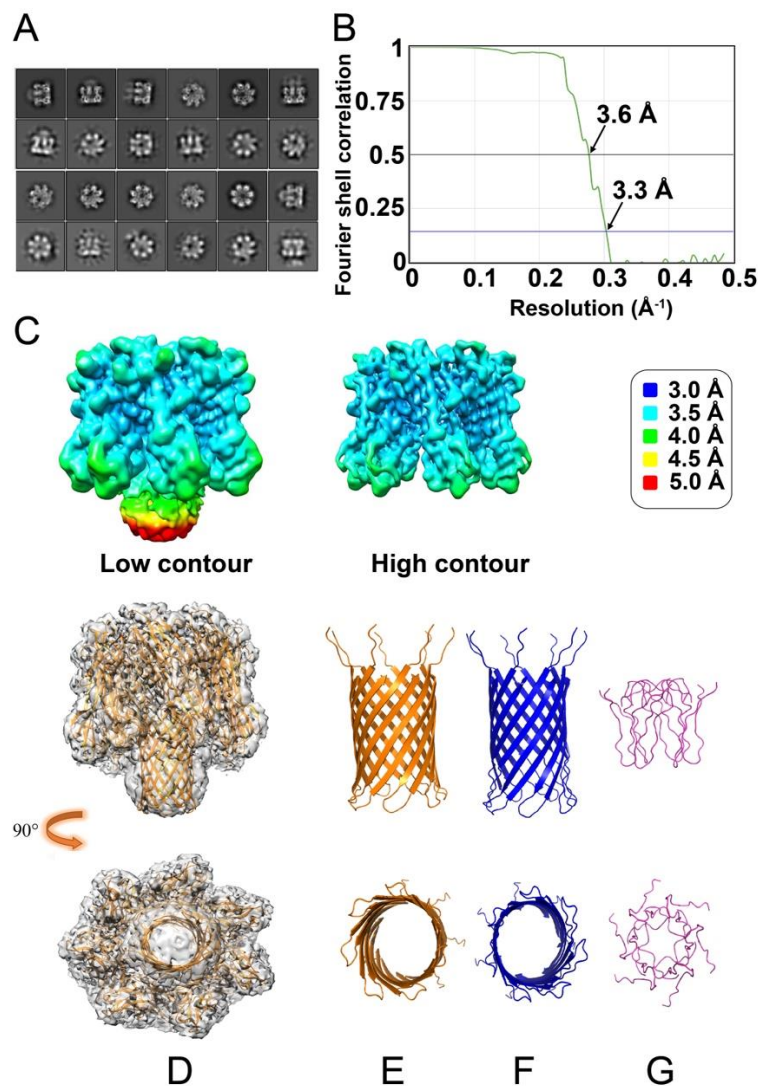 A
B
Fourier shell correlation
1
0.75
0.5
0.25
0
3.6 Å
3.3 Å
0 0.1 0.2 0.3 0.4 0.5
Resolution (Å⁻¹)
C
3.0 Å
3.5 Å
4.0 Å
4.5 Å
5.0 Å
Low contour
High contour
90°
D E F G